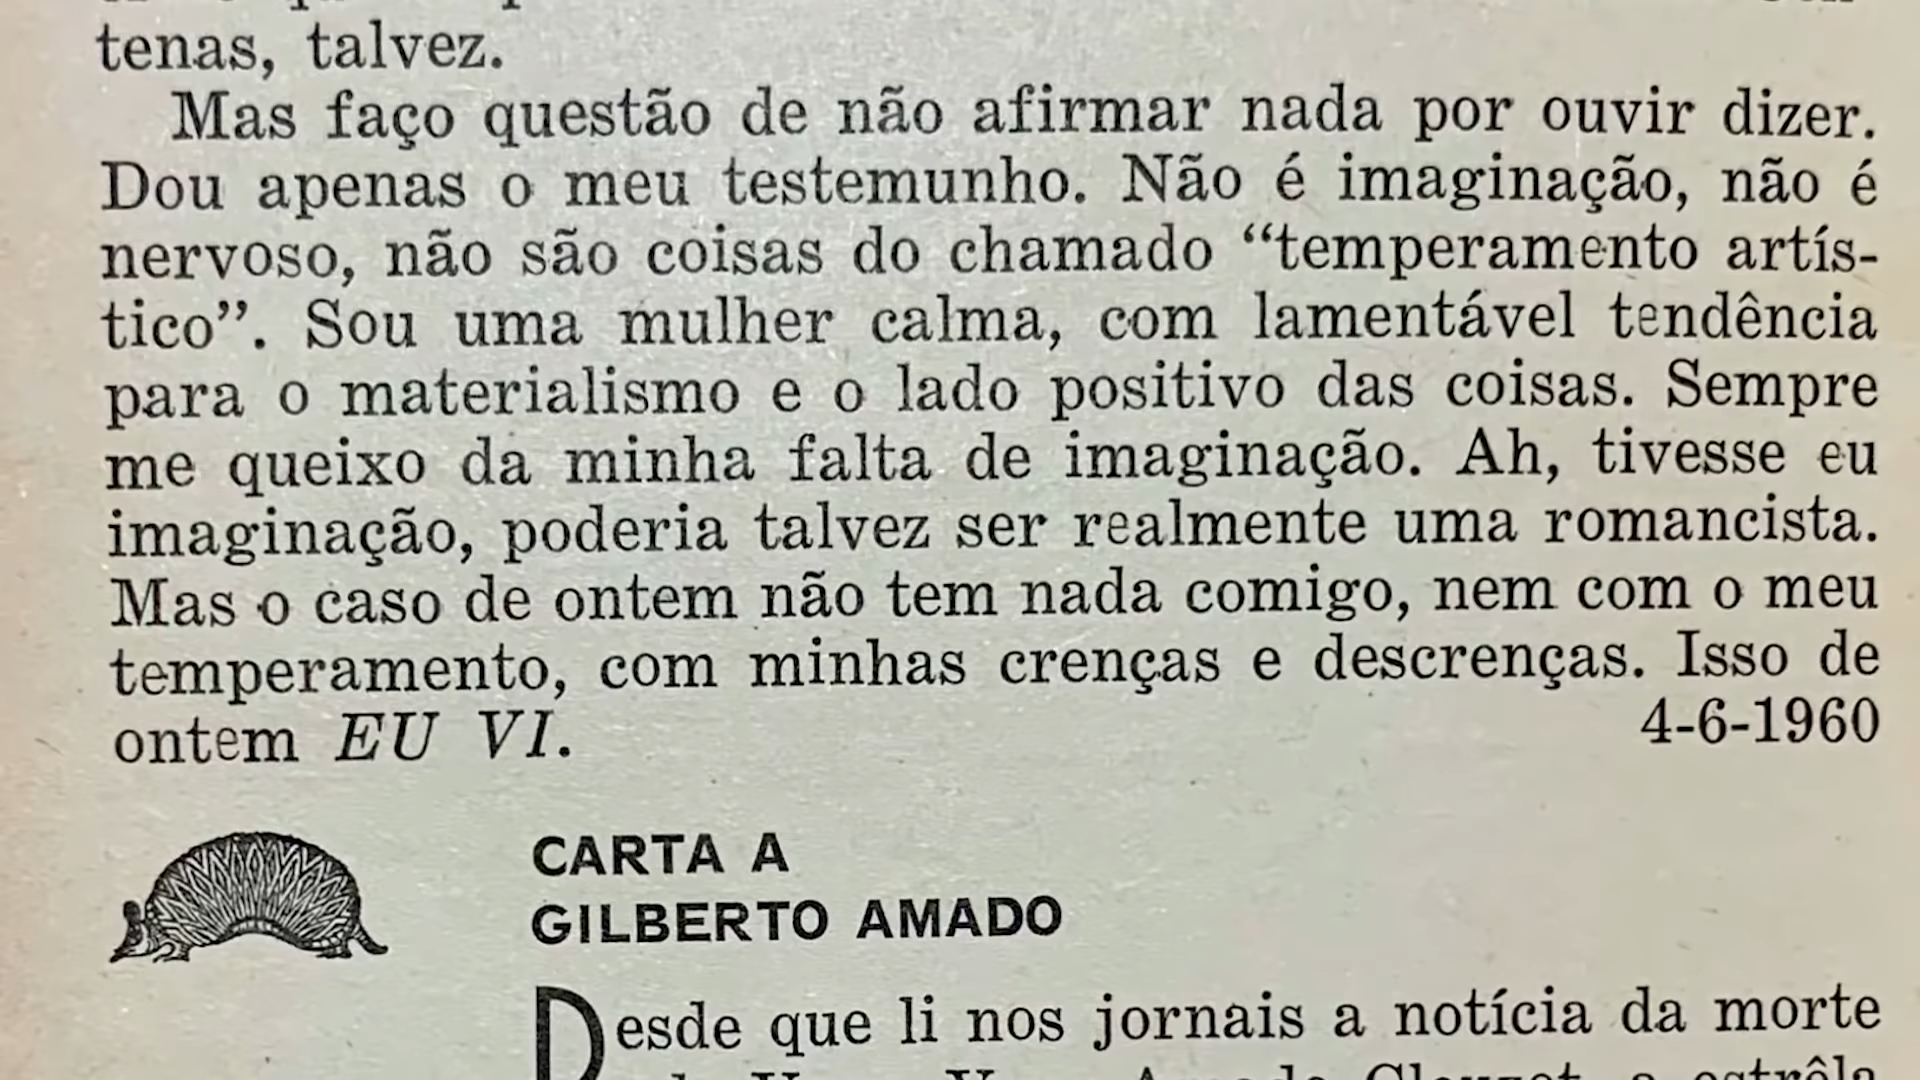 tenas, talvez.
Mas faço questão de não afirmar nada por ouvir dizer.
Dou apenas o meu testemunho. Não é imaginação, não é
nervoso, não são coisas do chamado “temperamento artís-
tico”. Sou uma mulher calma, com lamentável tendência
para o materialismo e o lado positivo das coisas. Sempre
me queixo da minha falta de imaginação. Ah, tivesse eu
imaginação, poderia talvez ser realmente uma romancista.
Mas o caso de ontem não tem nada comigo, nem com o meu
temperamento, com minhas crenças e descrenças. Isso de
ontem EU VI. 4-6-1960
CARTA A
GILBERTO AMADO
Desde que li nos jornais a notícia da morte
a estrêla